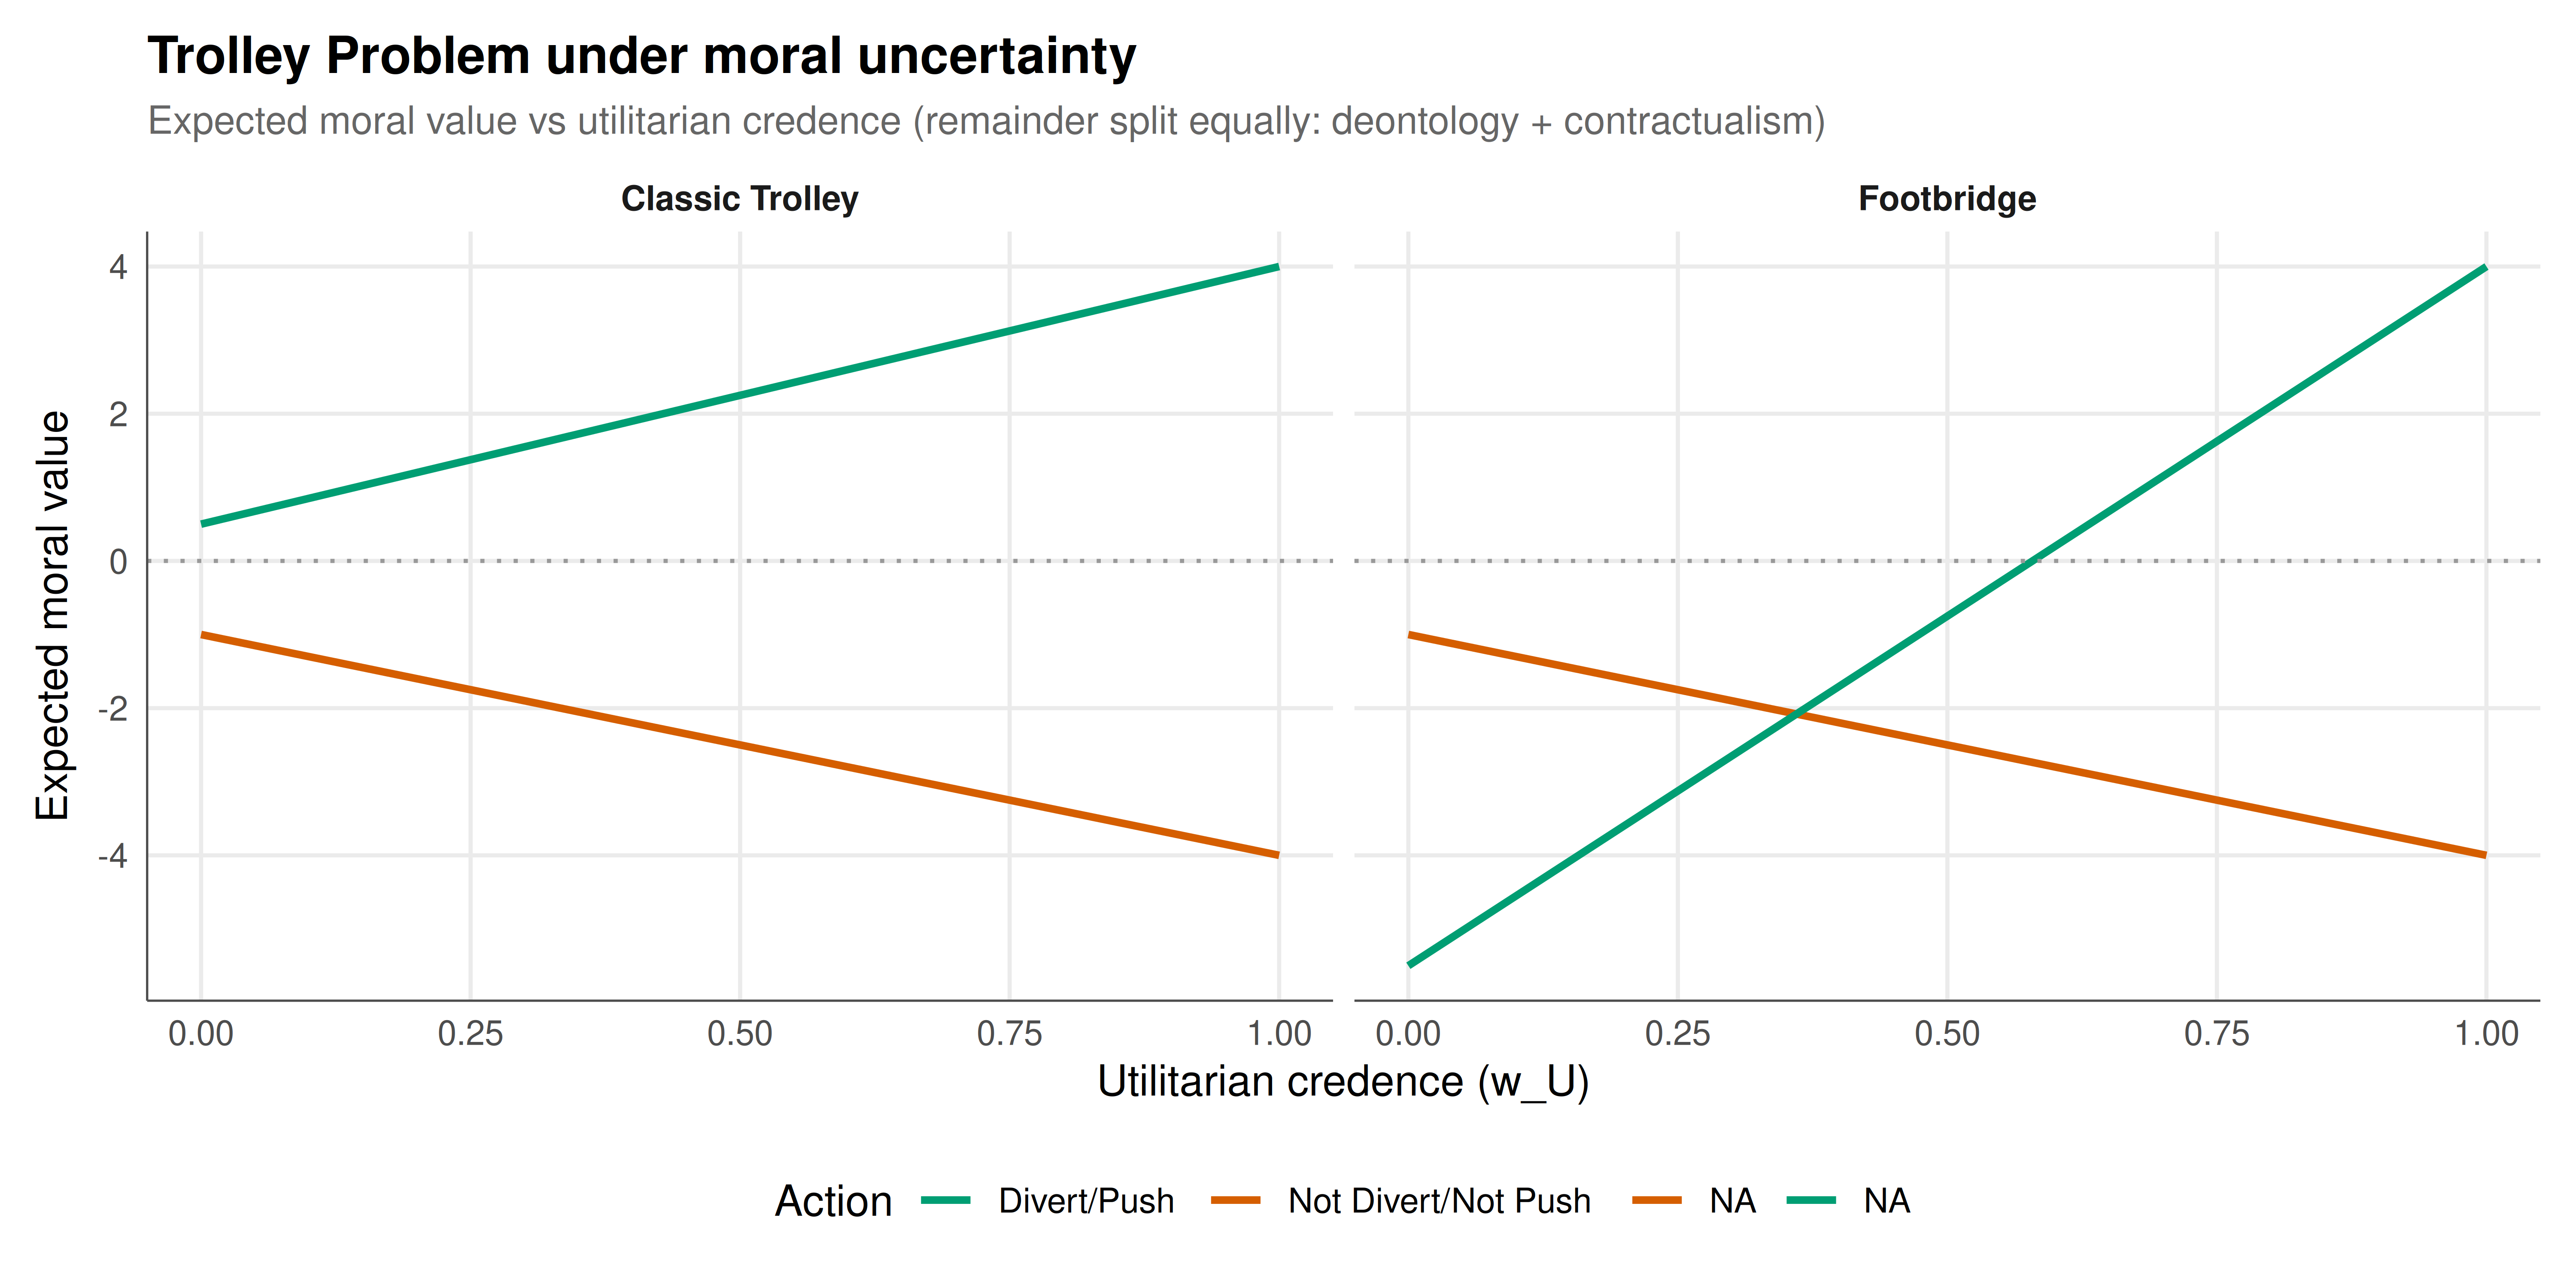 Trolley Problem under moral uncertainty
Expected moral value vs utilitarian credence (remainder split equally: deontology + contractualism)
Classic Trolley
Footbridge
Expected moral value
4
2
0
-2
-4
0.00 0.25 0.50 0.75 1.00 0.00 0.25 0.50 0.75 1.00
Utilitarian credence (w_U)
Action Divert/Push Not Divert/Not Push NA NA